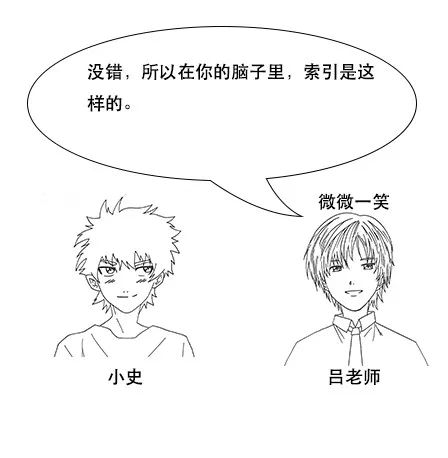 没错，所以在你的脑子里，索引是这
样的。
微微一笑
小史
吕老师